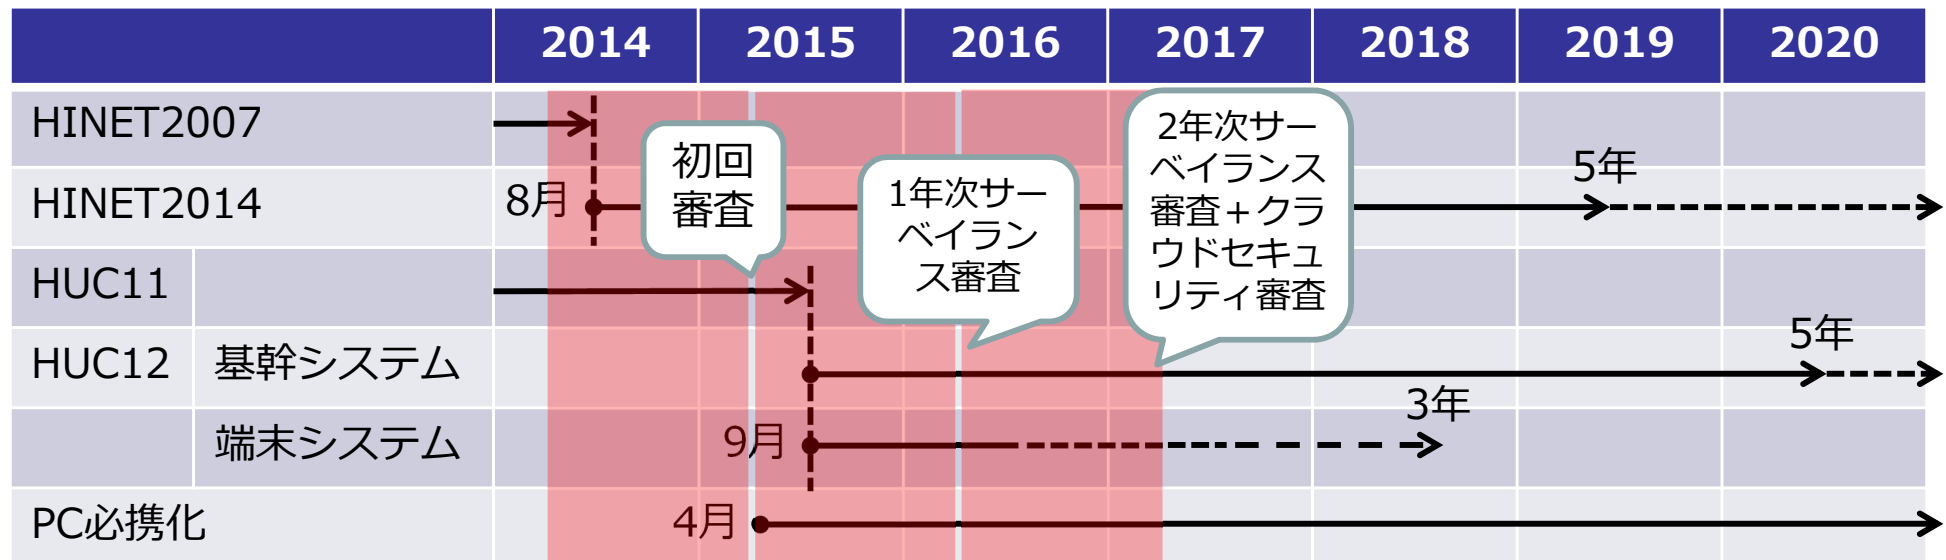 2014 2015 2016 2017 2018 2019 2020
HINET2007
HINET2014
8月
5年
初回
審査
1年次サー
ベイラン
ス審査
2年次サー
ベイランス
審査＋クラ
ウドセキュ
リティ審査
HUC11
HUC12 基幹システム
5年
端末システム
9月
3年
PC必携化
4月